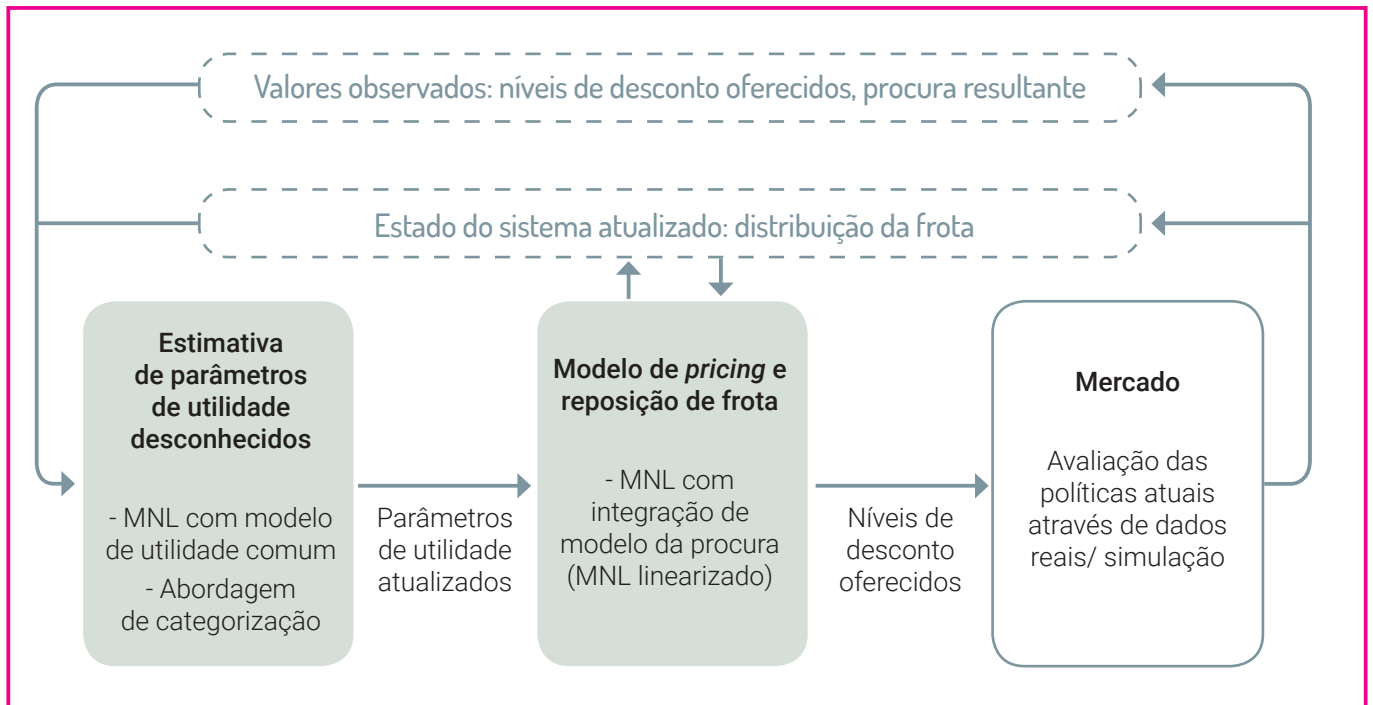 Valores observados: níveis de desconto oferecidos, procura resultante
Estado do sistema atualizado: distribuição da frota
Estimativa
de parâmetros
de utilidade
desconhecidos
- MNL com modelo
de utilidade comum
- Abordagem
de categorização
Parâmetros
de utilidade
atualizados
Modelo de pricing e
reposição de frota
- MNL com
integração de
modelo da procura
(MNL linearizado)
Níveis de
desconto
oferecidos
Mercado
Avaliação das
políticas atuais
através de dados
reais/ simulação